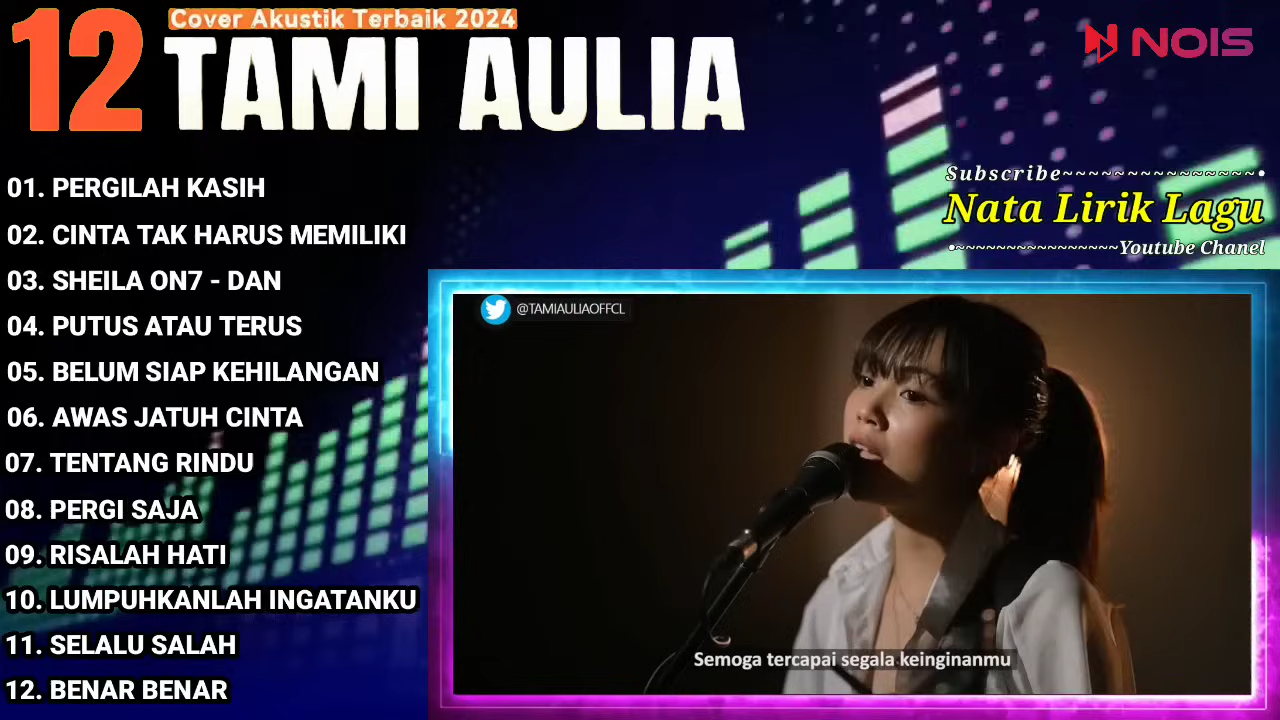 12
Cover Akustik Terbaik 2024
TAMI AULIA
NOIS
01. PERGILAH KASIH
02. CINTA TAK HARUS MEMILIKI
03. SHEILA ON7 - DAN
04. PUTUS ATAU TERUS
05. BELUM SIAP KEHILANGAN
06. AWAS JATUH CINTA
07. TENTANG RINDU
08. PERGI SAJA
09. RISALAH HATI
10. LUMPUHKANLAH INGATANKU
11. SELALU SALAH
12. BENAR BENAR
Subscribe~~~~~~~~~~~~~~~•
Nata Lirik Lagu
•~~~~~~~~~~~~~~~~Youtube Chanel
@TAMIAULIAOFFCL
Semoga tercapai segala keinginanmu